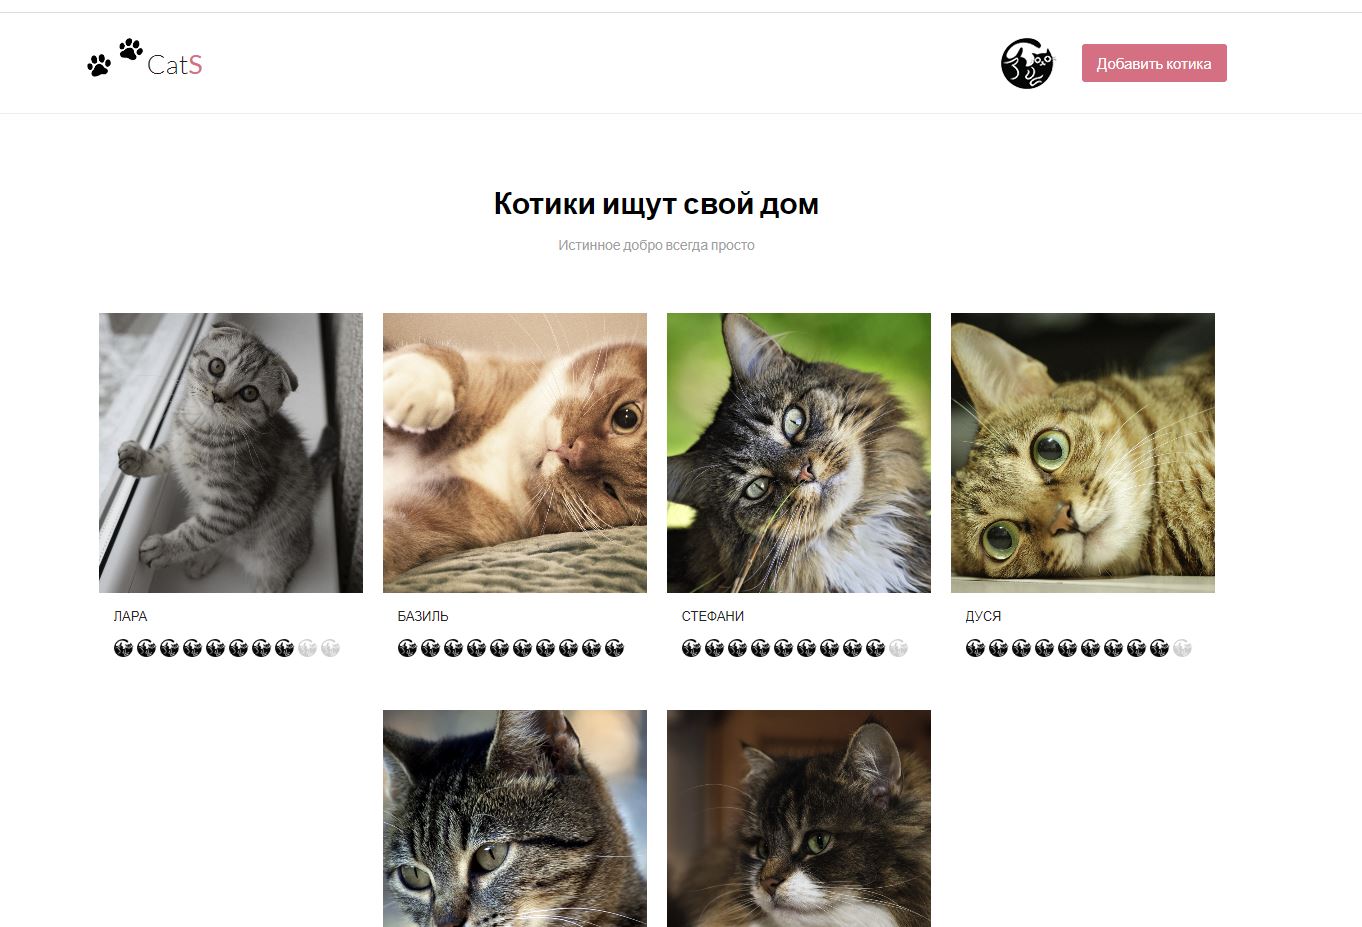 CatS
Добавить котика
Котики ищут свой дом
Истинное добро всегда просто
ЛАРА
БАЗИЛЬ
СТЕФАНИ
ДУСЯ